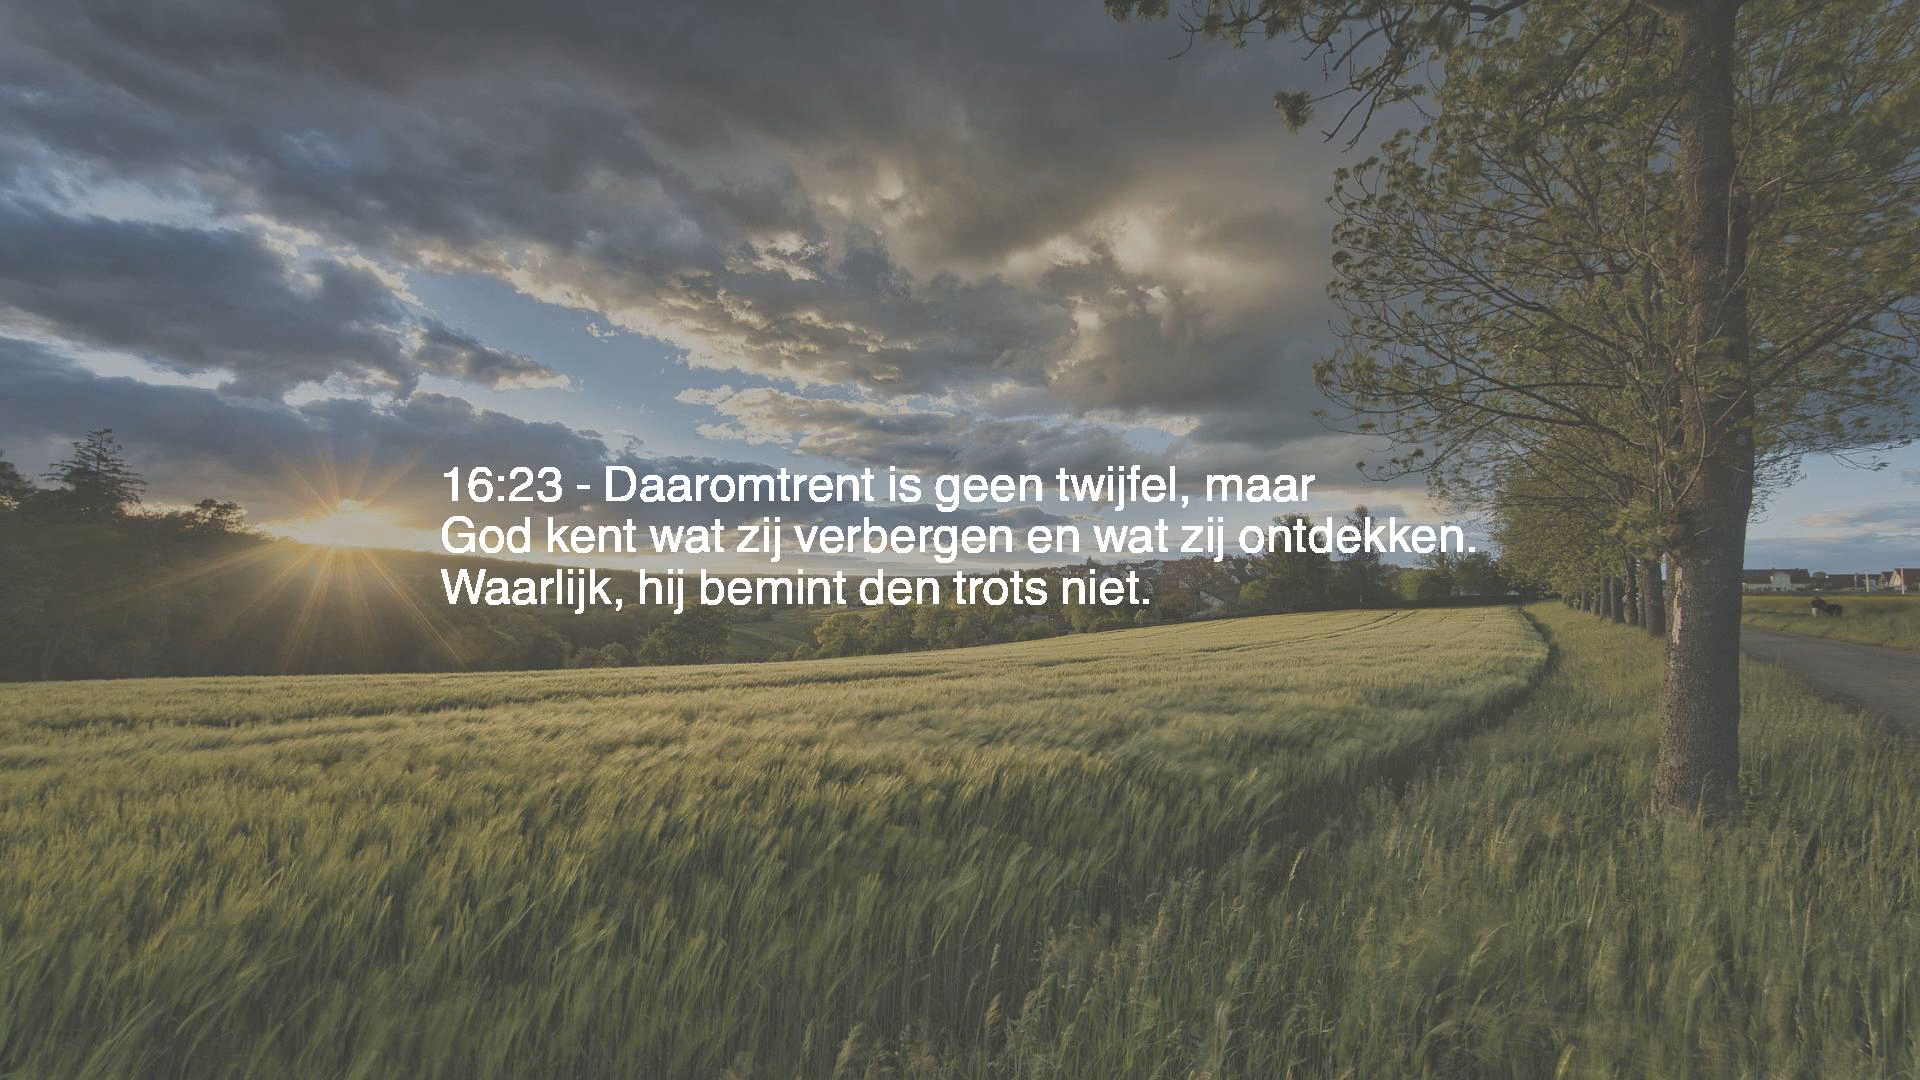 16:23 - Daaromtrent is geen twijfel, maar
God kent wat zij verbergen en wat zij ontdekken.
Waarlijk, hij bemint den trots niet.